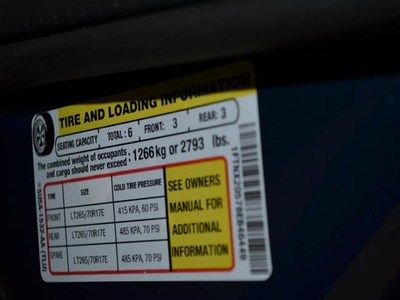 TIRE AND LOADING INFORMATION
SEATING CAPACITY TOTAL: 6 FRONT: 3 REAR: 3
The combined weight of occupants
and cargo should never exceed : 1266 kg or 2793 lbs.
TIRE SIZE COLD TIRE PRESSURE
FRONT LT265/70R17E 415 KPA, 60 PSI
REAR LT265/70R17E 485 KPA, 70 PSI
SPARE LT265/70R17E 485 KPA, 70 PSI
SEE OWNERS
MANUAL FOR
ADDITIONAL
INFORMATION